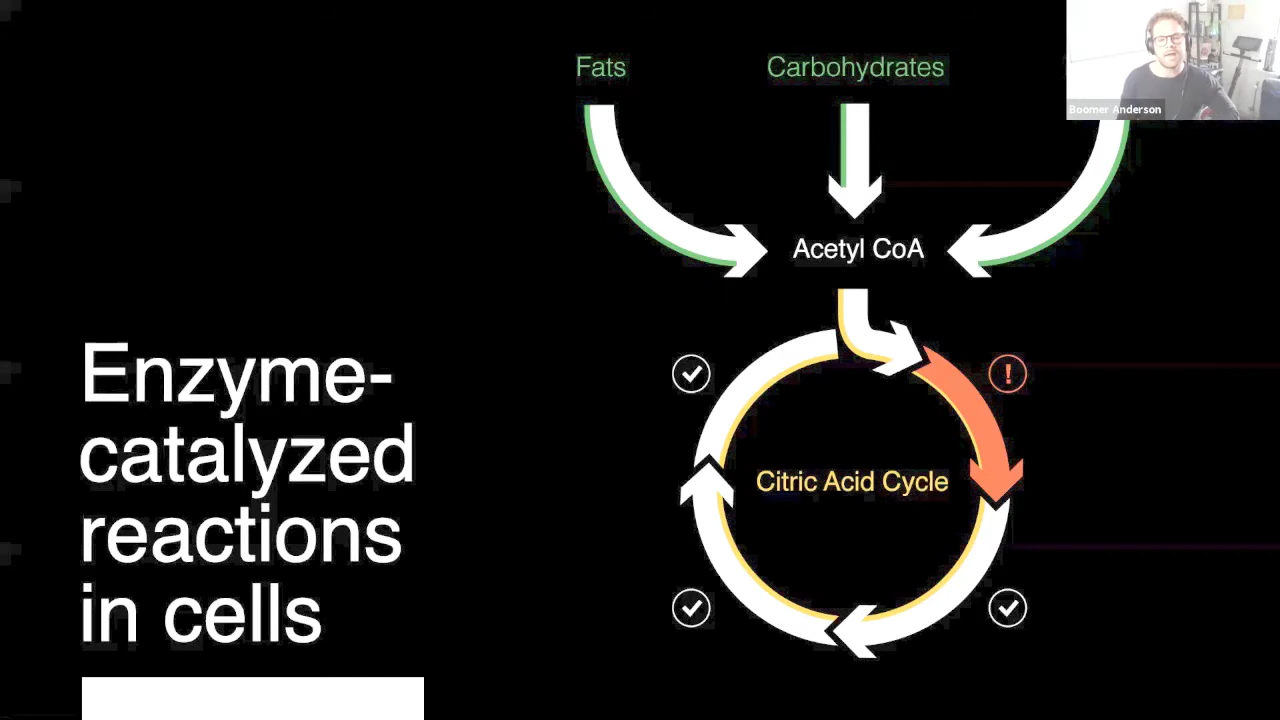 Fats
Carbohydrates
Boomer Anderson
Acetyl CoA
!
Citric Acid Cycle
Enzyme-
catalyzed
reactions
in cells